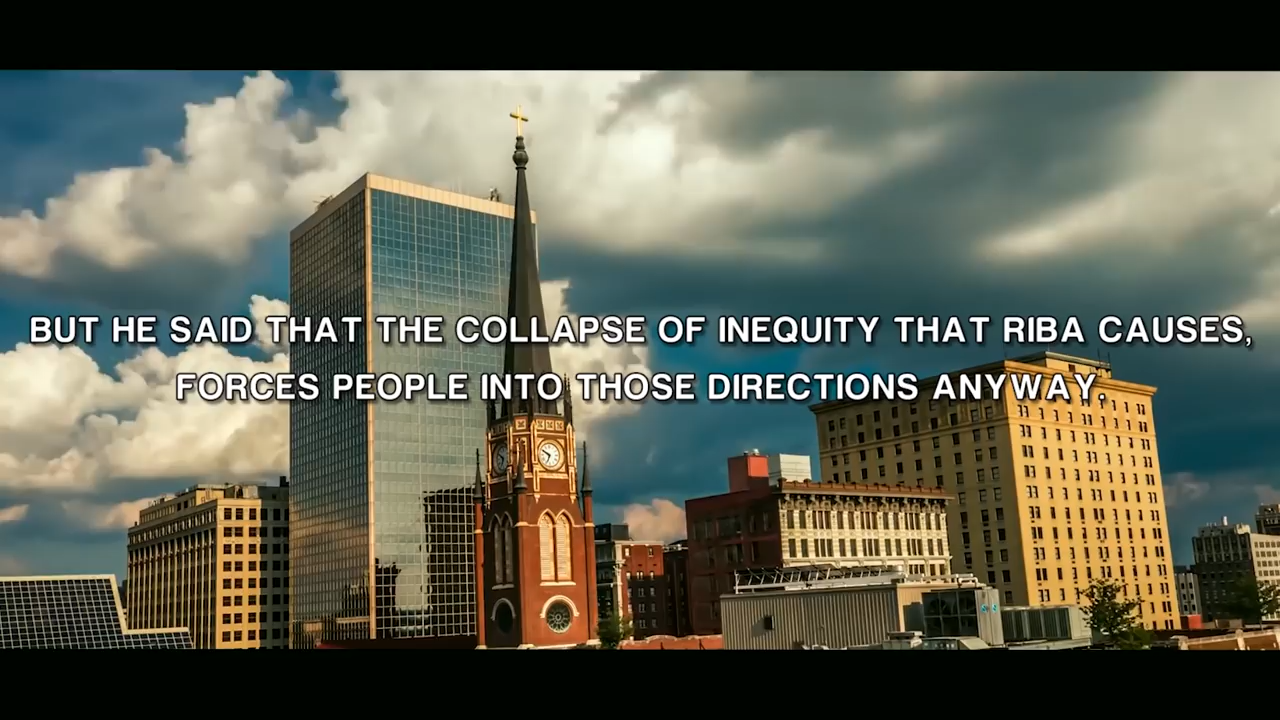 BUT HE SAID THAT THE COLLAPSE OF INEQUITY THAT RIBA CAUSES,
FORCES PEOPLE INTO THOSE DIRECTIONS ANYWAY.